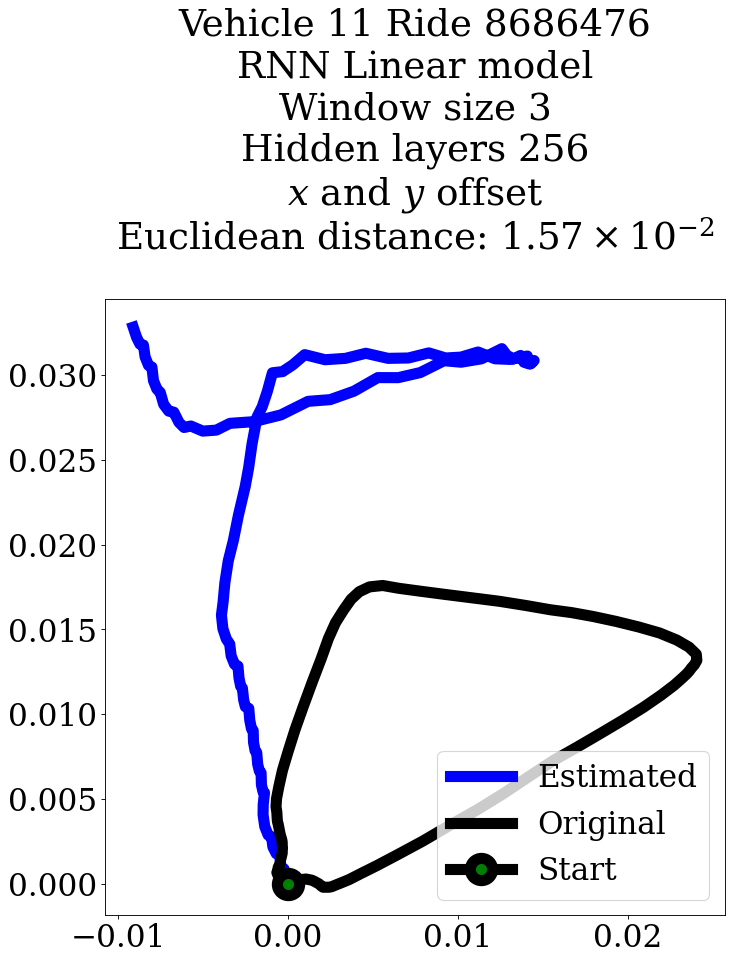 Vehicle 11 Ride 8686476
RNN Linear model
Window size 3
Hidden layers 256
x and y offset
Euclidean distance: 1.57 × 10⁻²
0.030
0.025
0.020
0.015
0.010
0.005
0.000
Estimated
Original
Start
−0.01 0.00 0.01 0.02